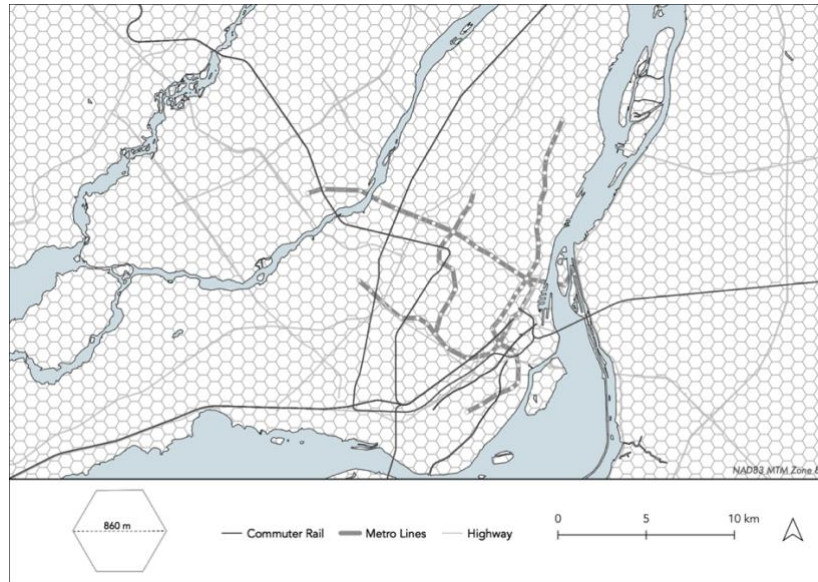 NAD83 MTM Zone
860 m
Commuter Rail
Metro Lines
Highway
0
5
10 km